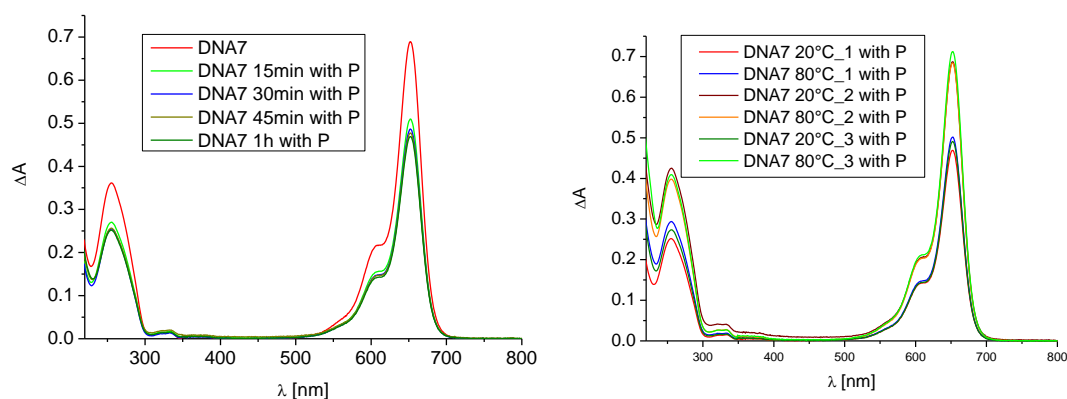 DNA7
DNA7 15min with P
DNA7 30min with P
DNA7 45min with P
DNA7 1h with P
0.7
0.6
0.5
0.4
0.3
0.2
0.1
0.0
ΔA
300 400 500 600 700 800
λ [nm]
DNA7 20°C_1 with P
DNA7 80°C_1 with P
DNA7 20°C_2 with P
DNA7 80°C_2 with P
DNA7 20°C_3 with P
DNA7 80°C_3 with P
0.7
0.6
0.5
0.4
0.3
0.2
0.1
0.0
ΔA
300 400 500 600 700 800
λ [nm]